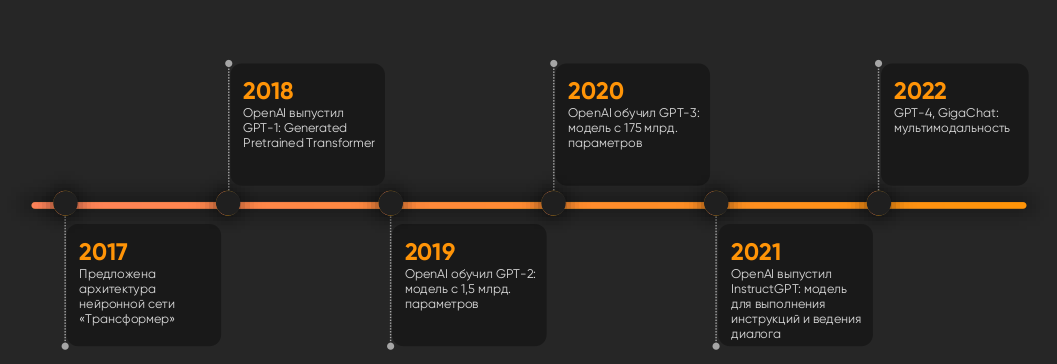 2018
OpenAI выпустил
GPT-1: Generated
Pretrained Transformer
2020
OpenAI обучил GPT-3:
модель с 175 млрд.
параметров
2022
GPT-4, GigaChat:
мультимодальность
2017
Предложена
архитектура
нейронной сети
«Трансформер»
2019
OpenAI обучил GPT-2:
модель с 1,5 млрд.
параметров
2021
OpenAI выпустил
InstructGPT: модель
для выполнения
инструкций и ведения
диалога